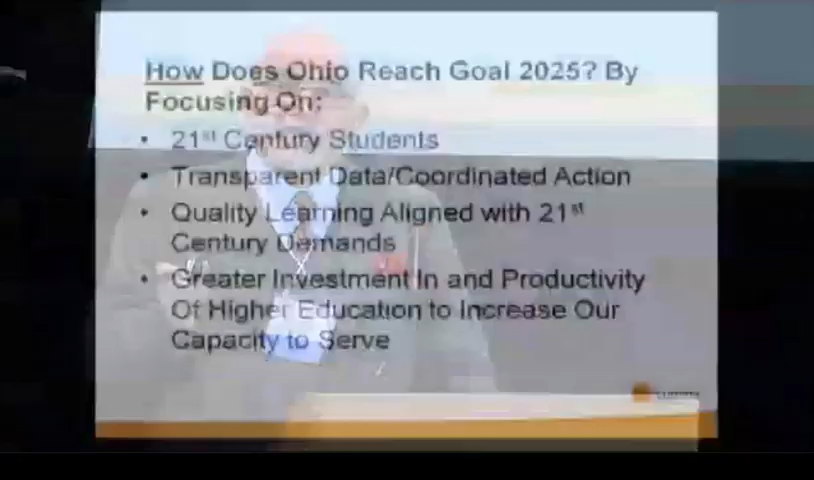 How Does Ohio Reach Goal 2025? By
Focusing On:
• 21st Century Students
• Transparent Data/Coordinated Action
• Quality Learning Aligned with 21st
Century Demands
• Greater Investment In and Productivity
Of Higher Education to Increase Our
Capacity to Serve